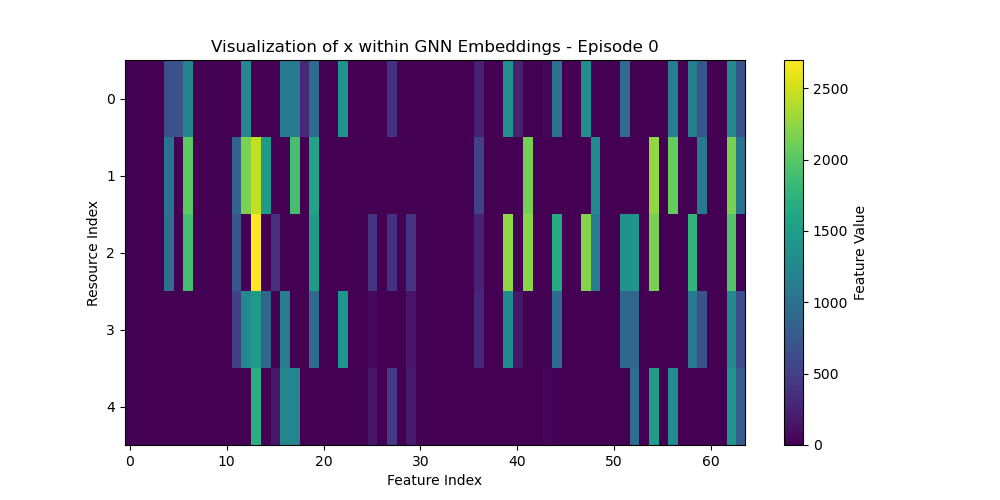 Visualization of x within GNN Embeddings - Episode 0
Resource Index
0
1
2
3
4
0 10 20 30 40 50 60
Feature Index
2500
2000
1500
1000
500
0
Feature Value